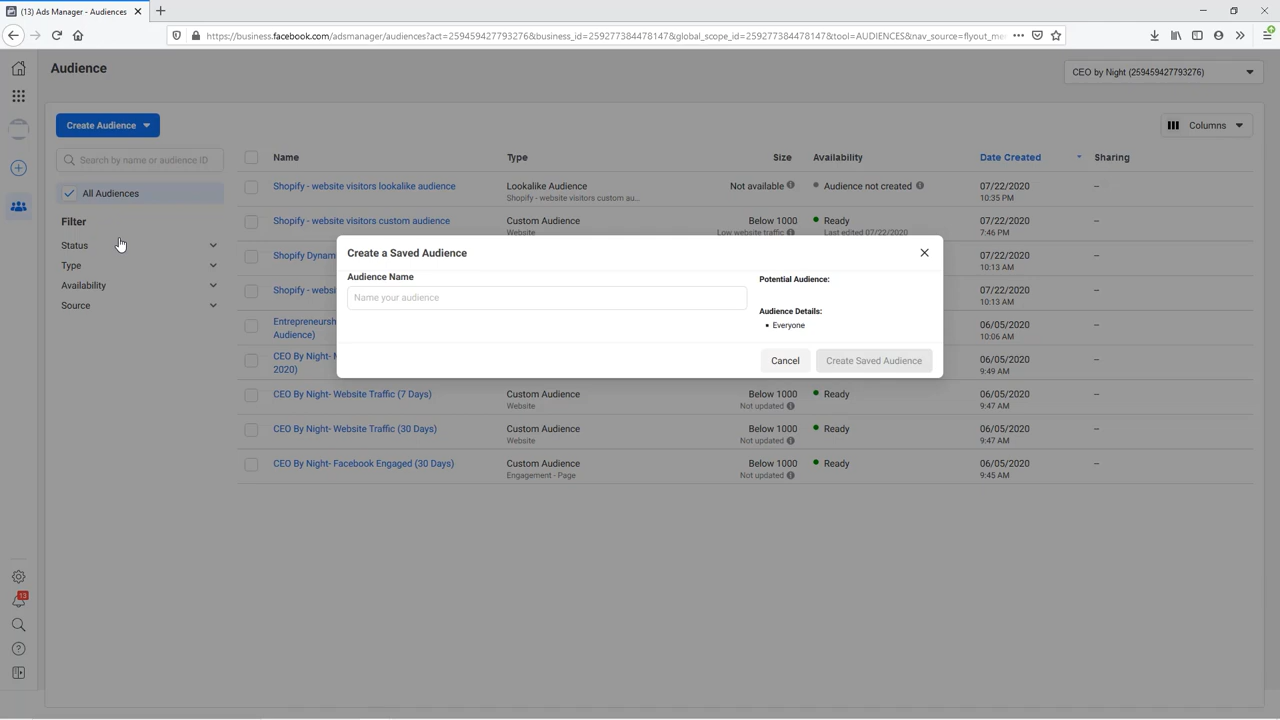 (13) Ads Manager - Audiences
https://business.facebook.com/adsmanager/audiences?act=259459427793276&business_id=259277384478147&global_scope_id=259277384478147&tool=AUDIENCES&nav_source=flyout_me
Audience
CEO by Night (259459427793276)
Create Audience
Columns
Search by name or audience ID
Name Type Size Availability Date Created Sharing
All Audiences
Shopify - website visitors lookalike audience Lookalike Audience Not available Audience not created 07/22/2020 --
Shopify - website visitors custom au... 10:35 PM
Filter
Shopify - website visitors custom audience Custom Audience Below 1000 Ready 07/22/2020 --
Website Low website traffic Last edited 07/22/2020 7:46 PM
Status
Type
Availability
Source
Shopify Dynam 07/22/2020 --
10:13 AM
Shopify - websi 07/22/2020 --
10:13 AM
Entrepreneursh 06/05/2020 --
Audience) 10:06 AM
CEO By Night- 06/05/2020 --
2020) 9:49 AM
CEO By Night- Website Traffic (7 Days) Custom Audience Below 1000 Ready 06/05/2020 --
Website Not updated 9:47 AM
CEO By Night- Website Traffic (30 Days) Custom Audience Below 1000 Ready 06/05/2020 --
Website Not updated 9:47 AM
CEO By Night- Facebook Engaged (30 Days) Custom Audience Below 1000 Ready 06/05/2020 --
Engagement - Page Not updated 9:45 AM
Create a Saved Audience
Audience Name
Name your audience
Potential Audience:
Audience Details:
Everyone
Cancel
Create Saved Audience
13